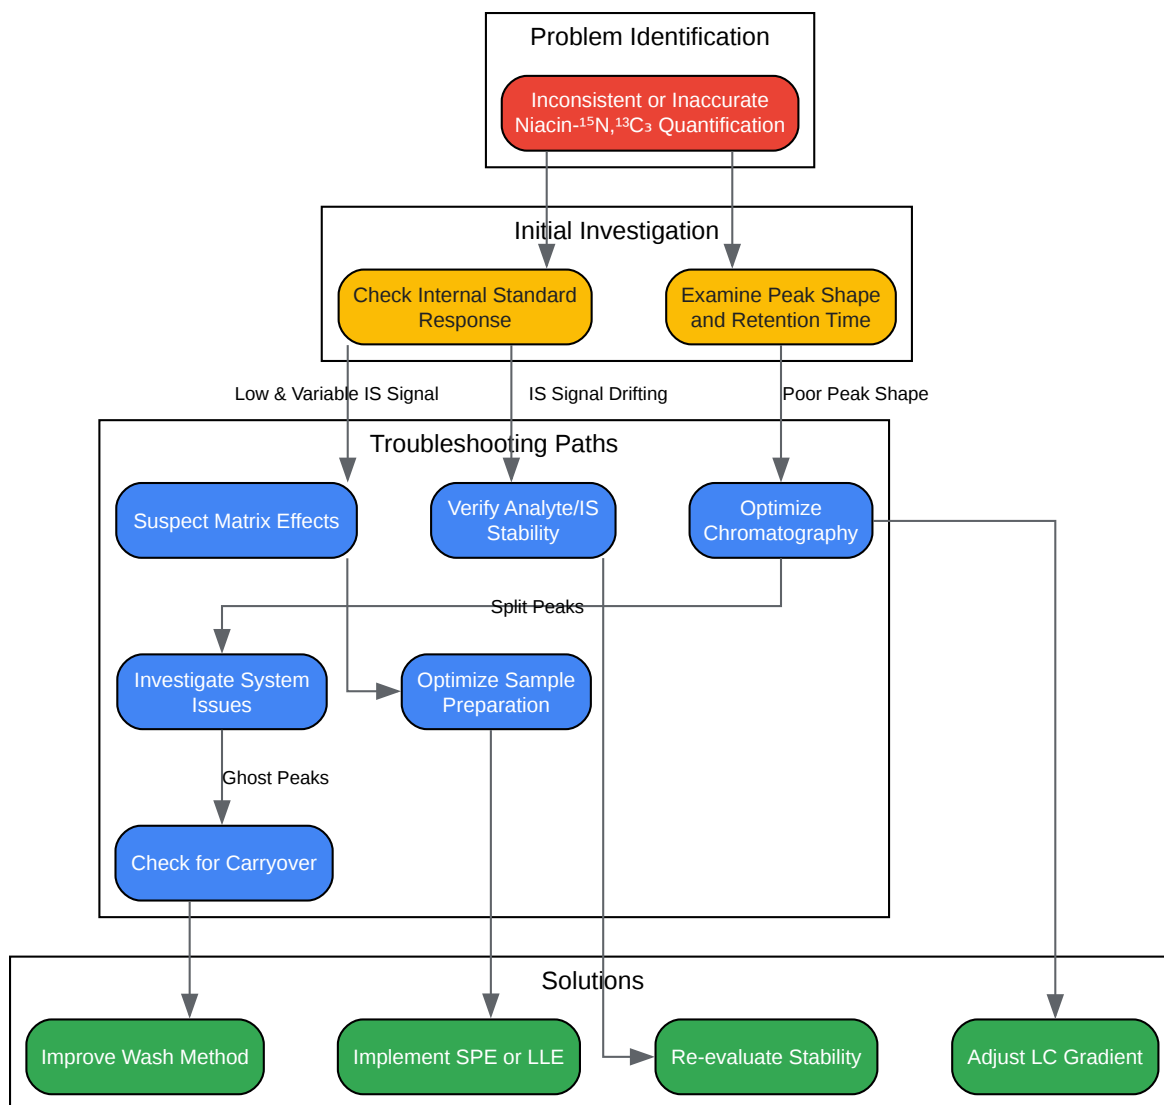 Problem Identification
Inconsistent or Inaccurate
Niacin-¹⁵N,¹³C₃ Quantification
Initial Investigation
Check Internal Standard
Response
Examine Peak Shape
and Retention Time
Low & Variable IS Signal
IS Signal Drifting
Poor Peak Shape
Troubleshooting Paths
Suspect Matrix Effects
Verify Analyte/IS
Stability
Optimize
Chromatography
Split Peaks
Investigate System
Issues
Optimize Sample
Preparation
Ghost Peaks
Check for Carryover
Solutions
Improve Wash Method
Implement SPE or LLE
Re-evaluate Stability
Adjust LC Gradient